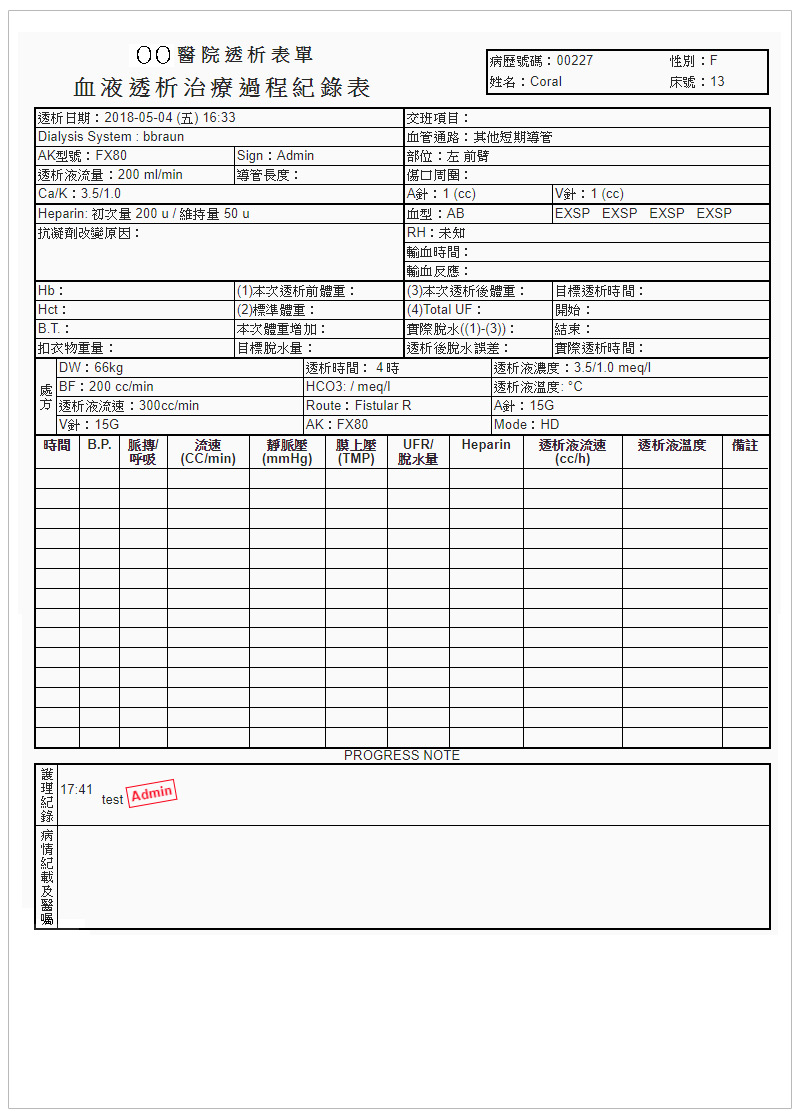 〇〇醫院透析表單
血液透析治療過程紀錄表
病歷號碼：00227 性別：F
姓名：Coral 床號：13
透析日期：2018-05-04 (五) 16:33 交班項目：
Dialysis System : bbraun 血管通路：其他短期導管
AK型號：FX80 Sign：Admin 部位：左 前臂
透析液流量：200 ml/min 導管長度： 傷口周圍：
Ca/K：3.5/1.0 A針：1 (cc) V針：1 (cc)
Heparin: 初次量 200 u / 維持量 50 u 血型：AB EXSP EXSP EXSP EXSP
抗凝劑改變原因： RH：未知
輸血時間：
輸血反應：
Hb： (1)本次透析前體重： (3)本次透析後體重： 目標透析時間：
Hct： (2)標準體重： (4)Total UF： 開始：
B.T.： 本次體重增加： 實際脫水((1)-(3))： 結束：
扣衣物重量： 目標脫水量： 透析後脫水誤差： 實際透析時間：
處方
DW：66kg 透析時間： 4 時 透析液濃度：3.5/1.0 meq/l
BF：200 cc/min HCO3: / meq/l 透析液溫度: °C
透析液流速：300cc/min Route：Fistular R A針：15G
V針：15G AK：FX80 Mode：HD
時間 B.P. 脈搏/ 流速 靜脈壓 膜上壓 UFR/ Heparin 透析液流速 透析液溫度 備註
呼吸 (CC/min) (mmHg) (TMP) 脫水量 (cc/h)
PROGRESS NOTE
護理紀錄
17:41 test Admin
病情紀載及醫囑